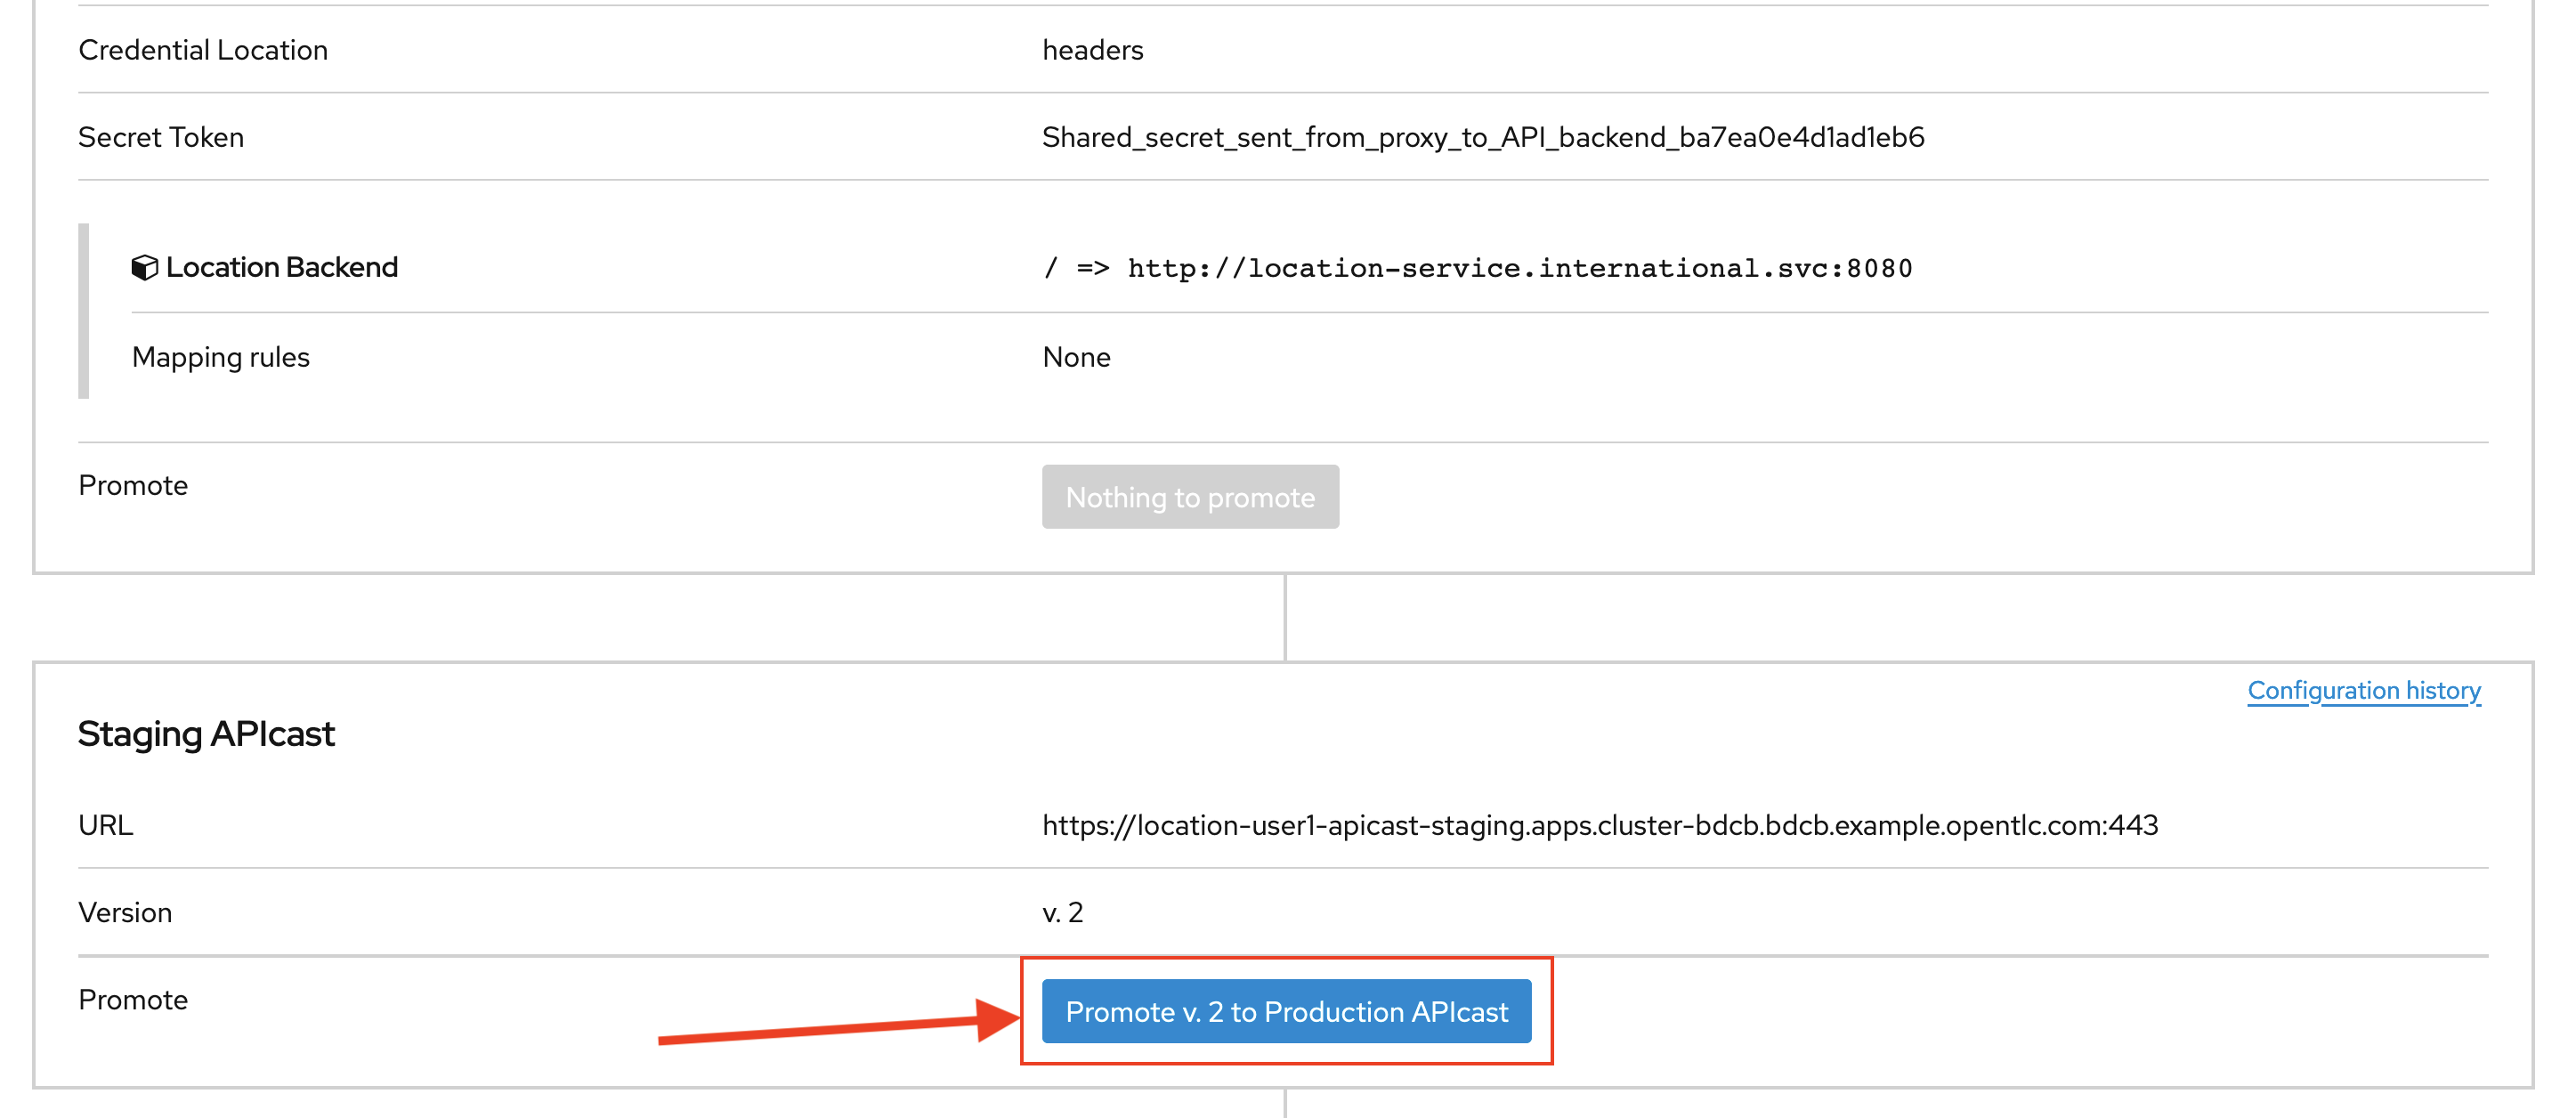 Credential Location headers
Secret Token Shared_secret_sent_from_proxy_to_API_backend_ba7ea0e4d1ad1eb6
Location Backend / => http://location-service.international.svc:8080
Mapping rules None
Promote Nothing to promote
Configuration history
Staging APIcast
URL https://location-user1-apicast-staging.apps.cluster-bdcb.bdcb.example.opentlc.com:443
Version v. 2
Promote Promote v. 2 to Production APIcast